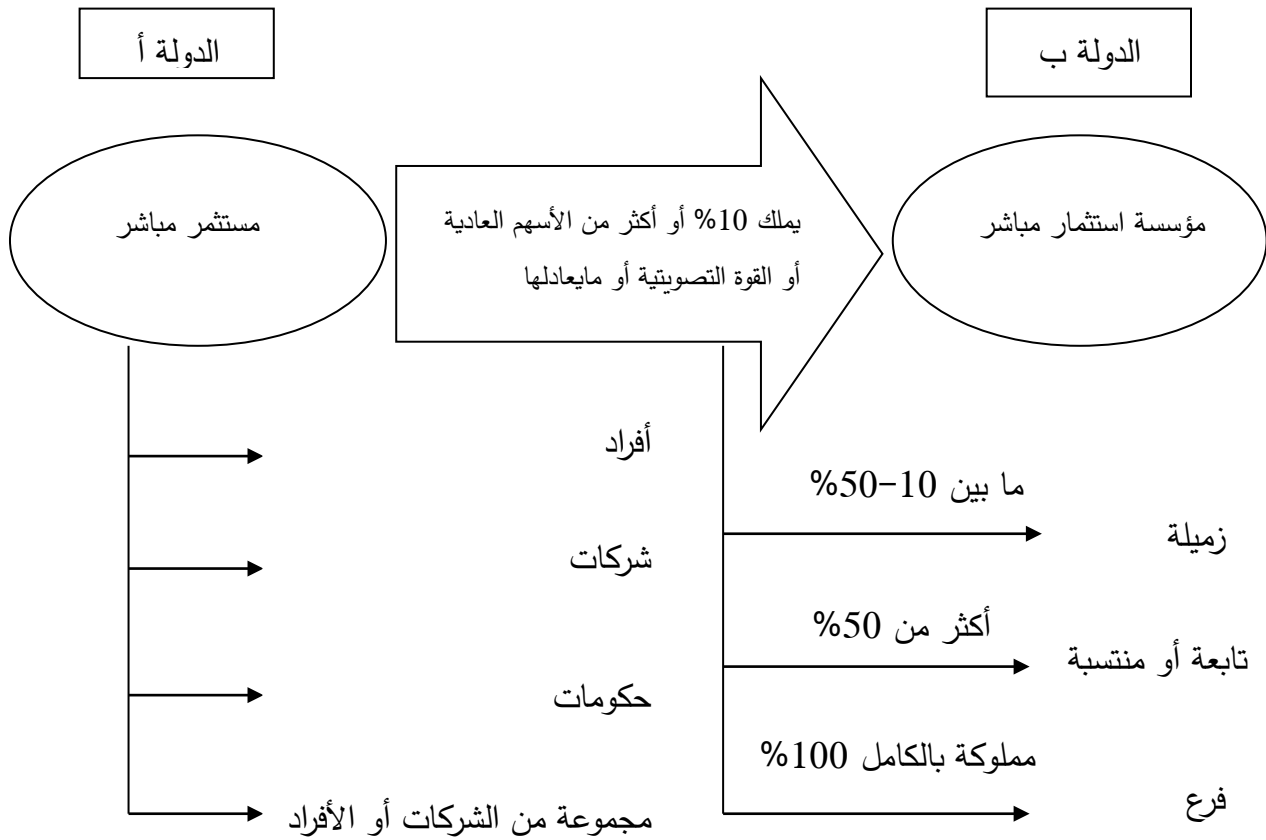 الدولة أ
الدولة ب
مستثمر مباشر
يملك 10% أو أكثر من الأسهم العادية
أو القوة التصويتية أو مايعادلها
مؤسسة استثمار مباشر
أفراد
شركات
حكومات
مجموعة من الشركات أو الأفراد
ما بين 10-50%
زميلة
أكثر من 50%
تابعة أو منتسبة
مملوكة بالكامل 100%
فرع